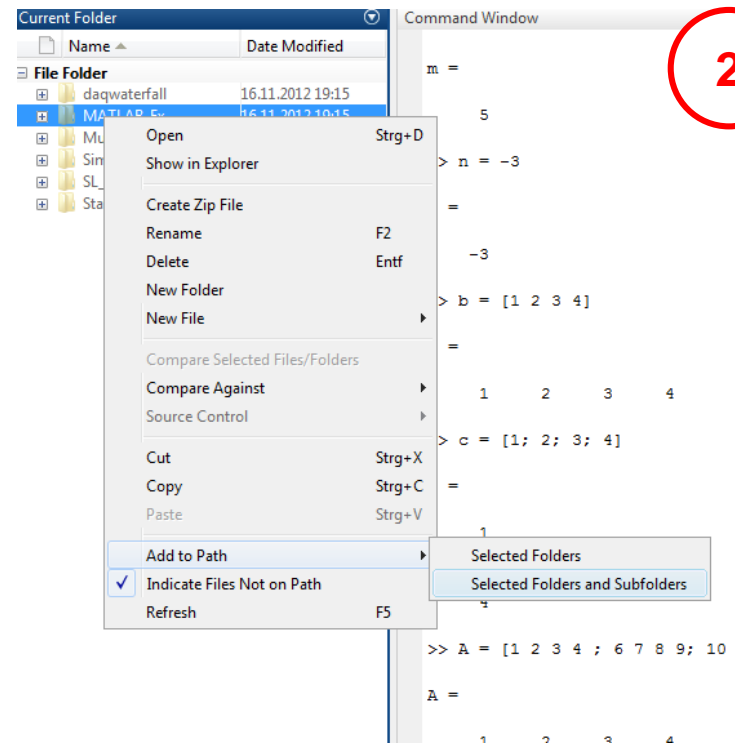 Current Folder
Name Date Modified
File Folder
daqwaterfall 16.11.2012 19:15
MATLAB_Ex 16.11.2012 19:15
Mu
Sim
SL_
Sta
Open Strg+D
Show in Explorer
Create Zip File
Rename F2
Delete Entf
New Folder
New File
Compare Selected Files/Folders
Compare Against
Source Control
Cut Strg+X
Copy Strg+C
Paste Strg+V
Add to Path
Indicate Files Not on Path
Refresh F5
Selected Folders
Selected Folders and Subfolders
Command Window
2
m =
5
> n = -3
=
-3
> b = [1 2 3 4]
=
1 2 3 4
> c = [1; 2; 3; 4]
=
1
4
>> A = [1 2 3 4 ; 6 7 8 9; 10
A =
1 2 3 4